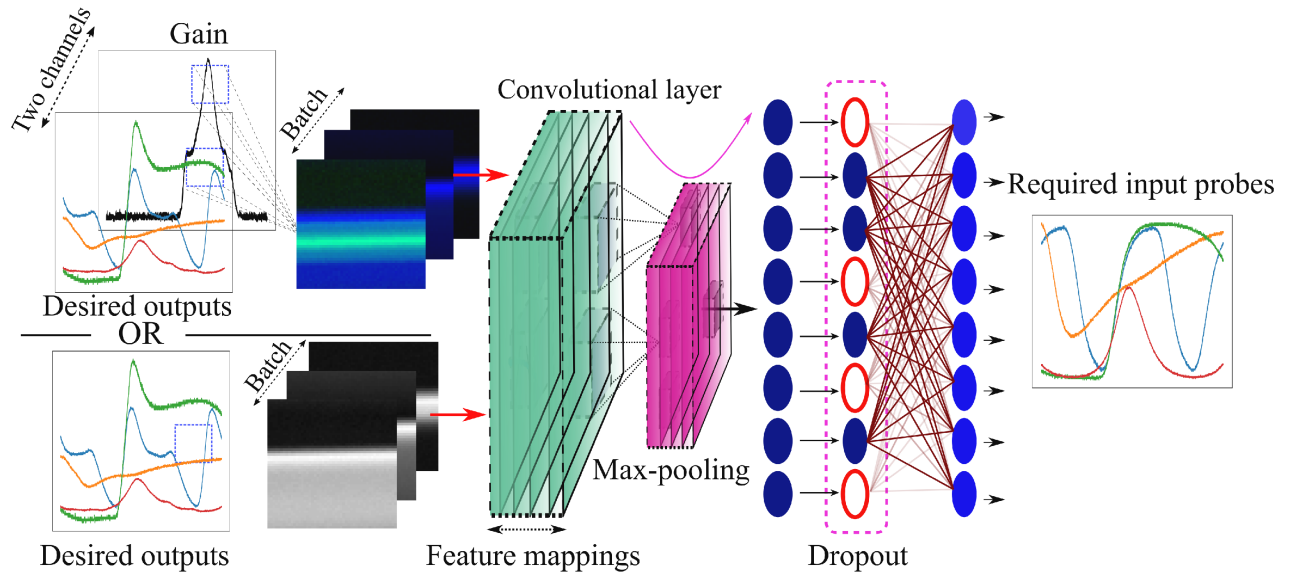 Gain
Two channels
Batch
Convolutional layer
Required input probes
Desired outputs
OR
Batch
Max-pooling
Desired outputs
Feature mappings
Dropout